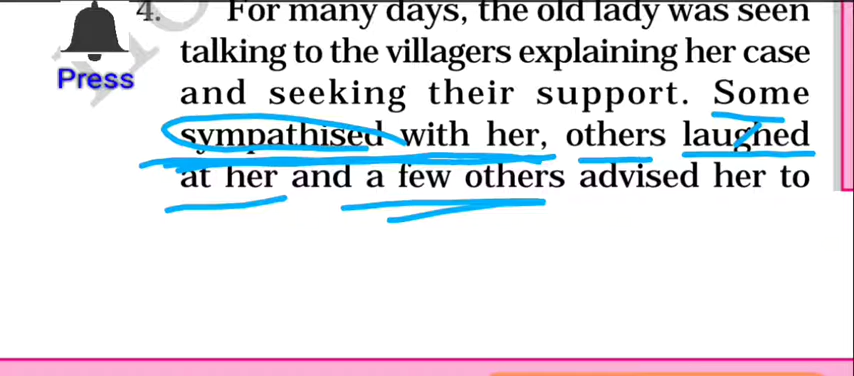 4. For many days, the old lady was seen
talking to the villagers explaining her case
Press
and seeking their support. Some
sympathised with her, others laughed
at her and a few others advised her to